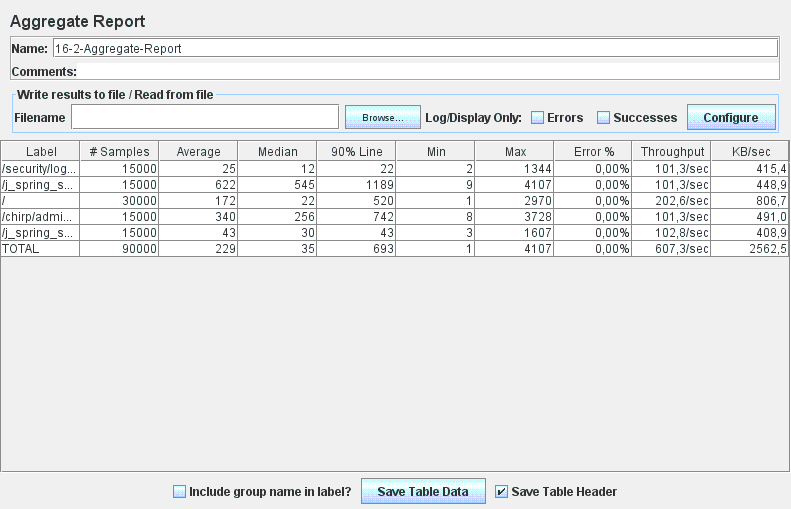 Aggregate Report
Name: 16-2-Aggregate-Report
Comments:
Write results to file / Read from file
Filename Browse... Log/Display Only: Errors Successes Configure
Label # Samples Average Median 90% Line Min Max Error % Throughput KB/sec
/security/log... 15000 25 12 22 2 1344 0,00% 101,3/sec 415,4
/j_spring_s... 15000 622 545 1189 9 4107 0,00% 101,3/sec 448,9
/ 30000 172 22 520 1 2970 0,00% 202,6/sec 806,7
/chirp/admi... 15000 340 256 742 8 3728 0,00% 101,3/sec 491,0
/j_spring_s... 15000 43 30 43 3 1607 0,00% 102,8/sec 408,9
TOTAL 90000 229 35 693 1 4107 0,00% 607,3/sec 2562,5
Include group name in label? Save Table Data Save Table Header